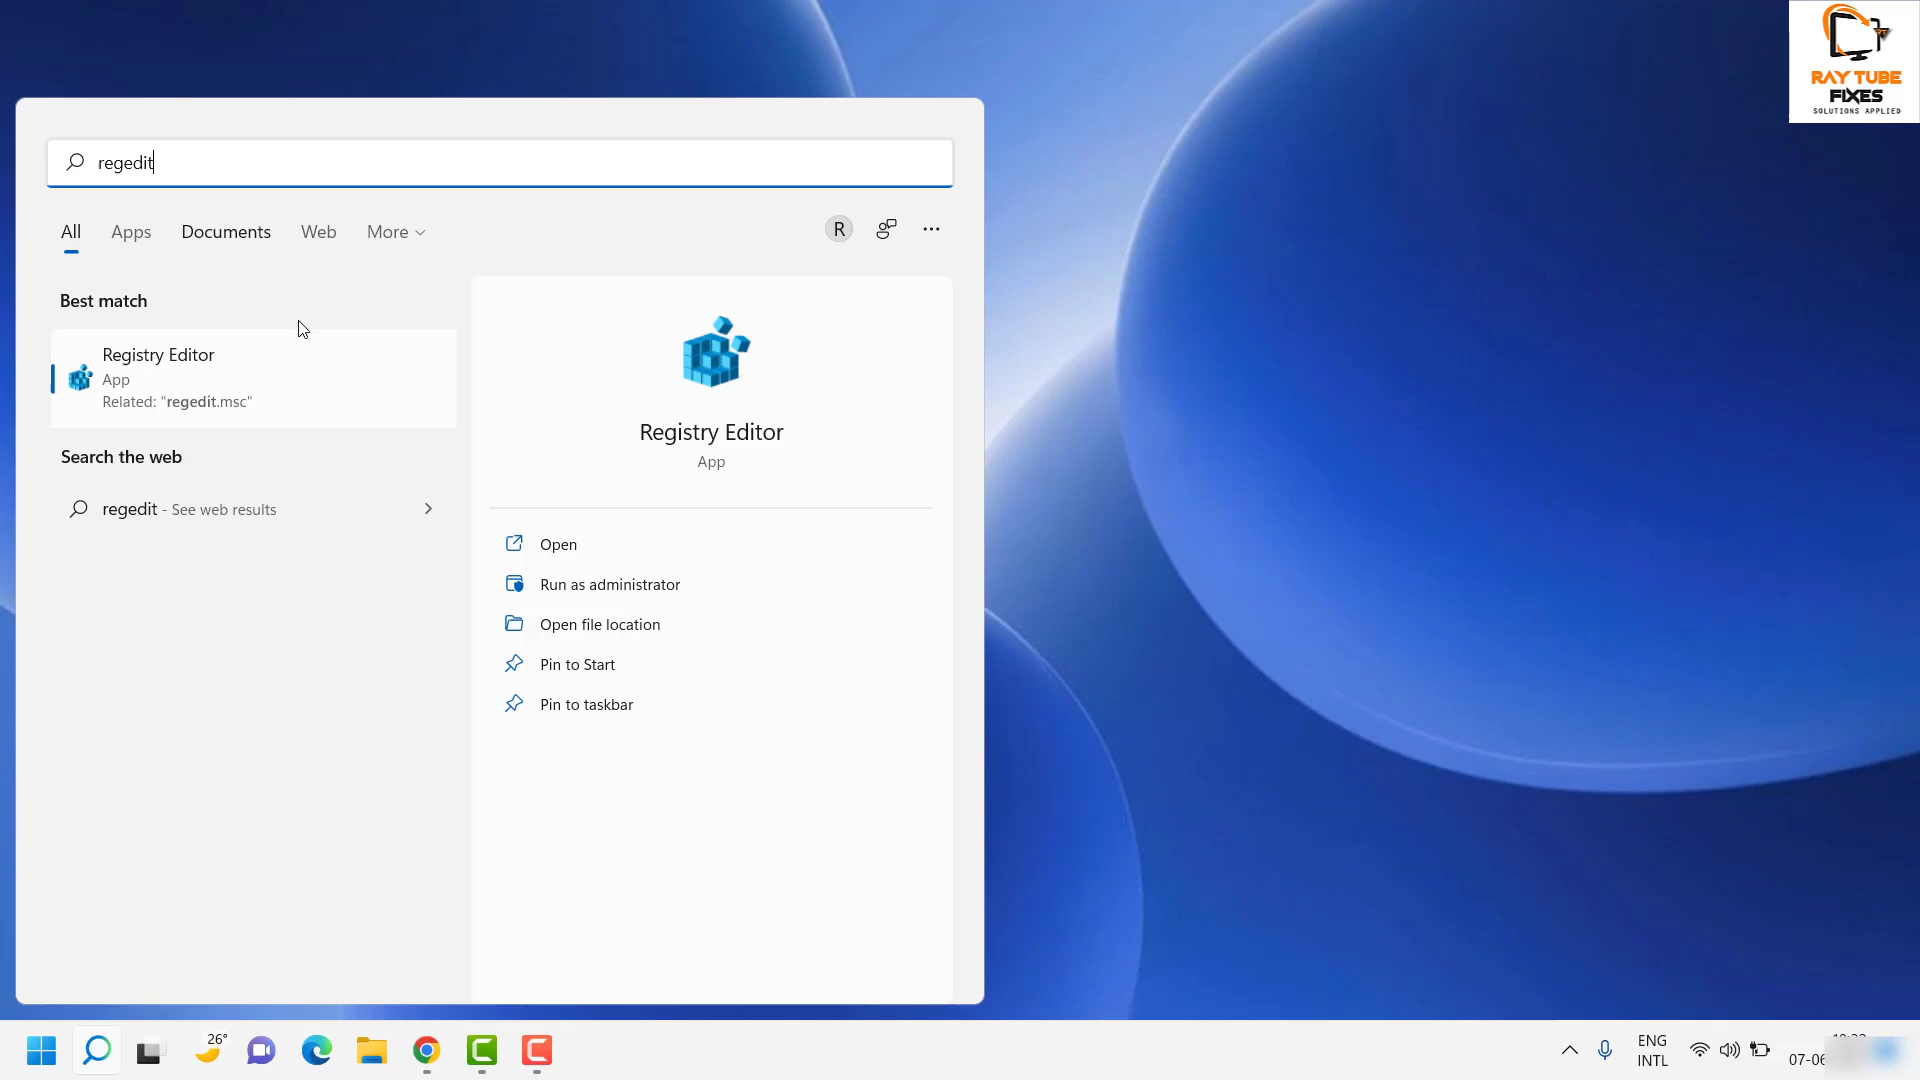 RAY TUBE
FIXES
SOLUTIONS APPLIED
regedit
All Apps Documents Web More
R
Best match
Registry Editor
App
Related: "regedit.msc"
Search the web
regedit - See web results
Registry Editor
App
Open
Run as administrator
Open file location
Pin to Start
Pin to taskbar
26°
ENG
INTL
07-06